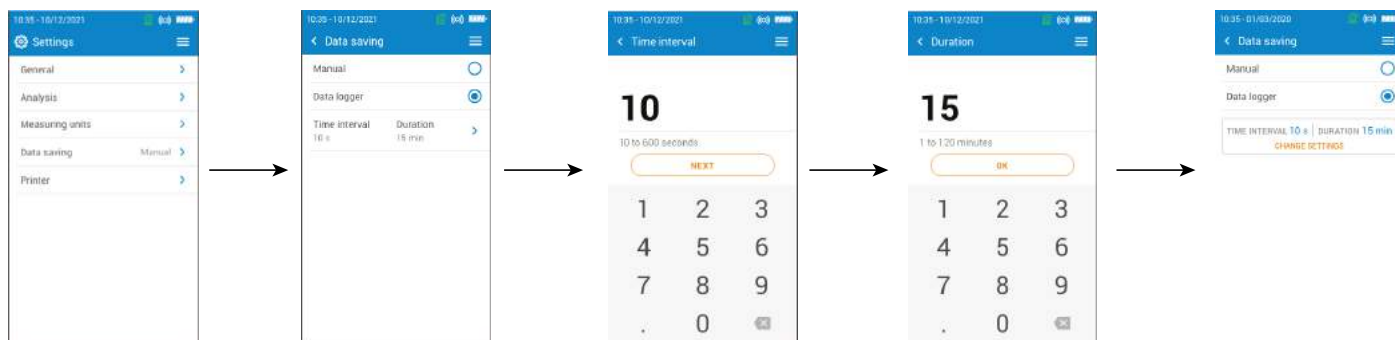 10:35 - 10/12/2021
Settings
General
Analysis
Measuring units
Data saving Manual
Printer
10:35 - 10/12/2021
Data saving
Manual
Data logger
Time interval Duration
10 s 15 min
10:35 - 10/12/2021
Time interval
10
10 to 600 seconds
NEXT
1 2 3
4 5 6
7 8 9
. 0
10:35 - 10/12/2021
Duration
15
1 to 120 minutes
OK
1 2 3
4 5 6
7 8 9
. 0
10:35 - 01/03/2020
Data saving
Manual
Data logger
TIME INTERVAL 10 s | DURATION 15 min
CHANGE SETTINGS